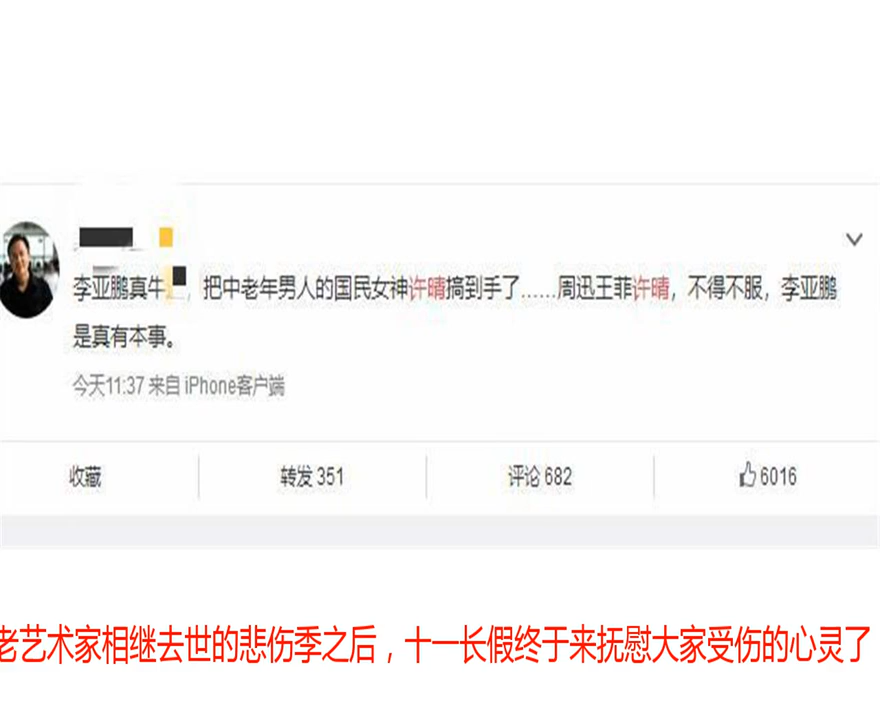 李亚鹏真牛，把中老年男人的国民女神许晴搞到手了……周迅王菲许晴，不得不服，李亚鹏
是真有本事。
今天11:37 来自 iPhone客户端
收藏 转发 351 评论 682 6016
老艺术家相继去世的悲伤季之后，十一长假终于来抚慰大家受伤的心灵了